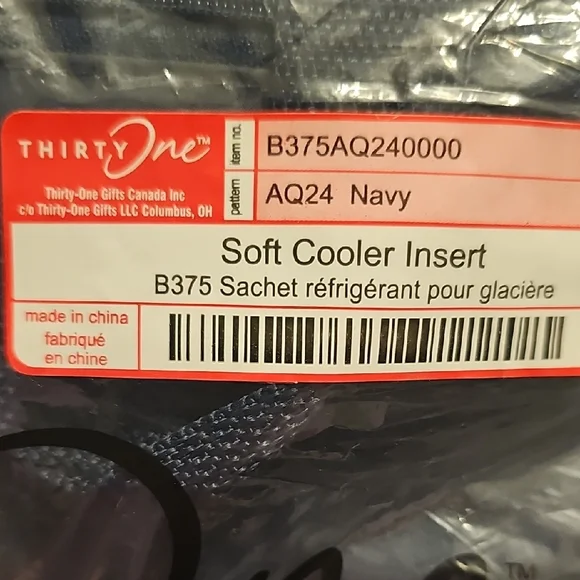 THIRTY One™
Thirty-One Gifts Canada Inc
c/o Thirty-One Gifts LLC Columbus, OH
item no.
B375AQ240000
pattern
AQ24 Navy
Soft Cooler Insert
B375 Sachet réfrigérant pour glacière
made in china
fabriqué
en chine
TM